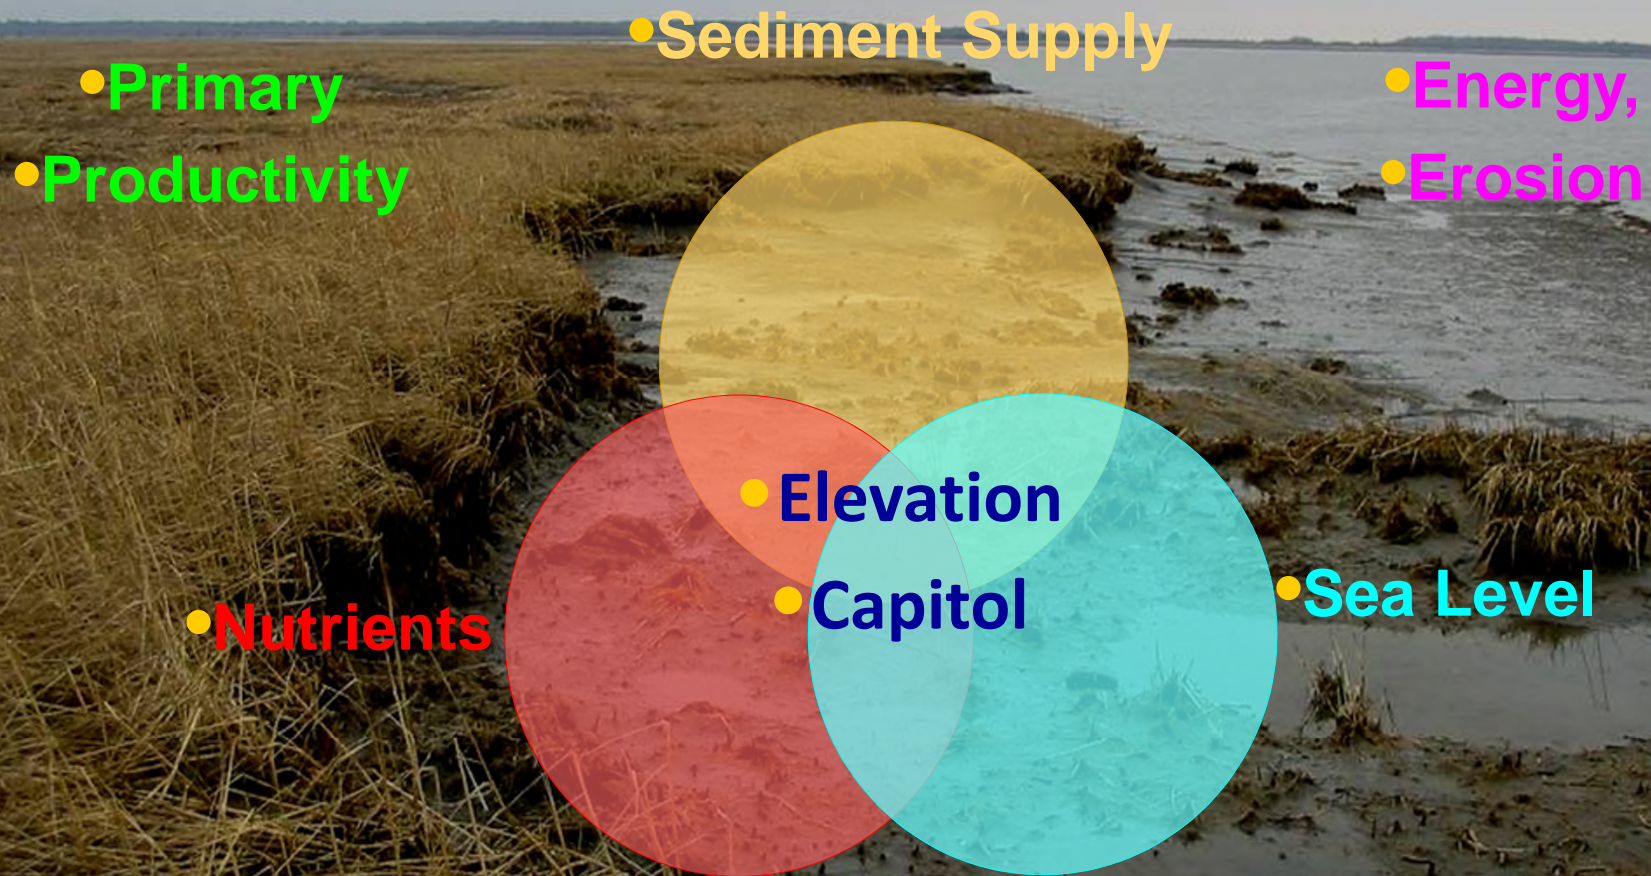 •Sediment Supply
•Primary
•Productivity
•Energy,
•Erosion
•Elevation
•Capitol
•Nutrients
•Sea Level